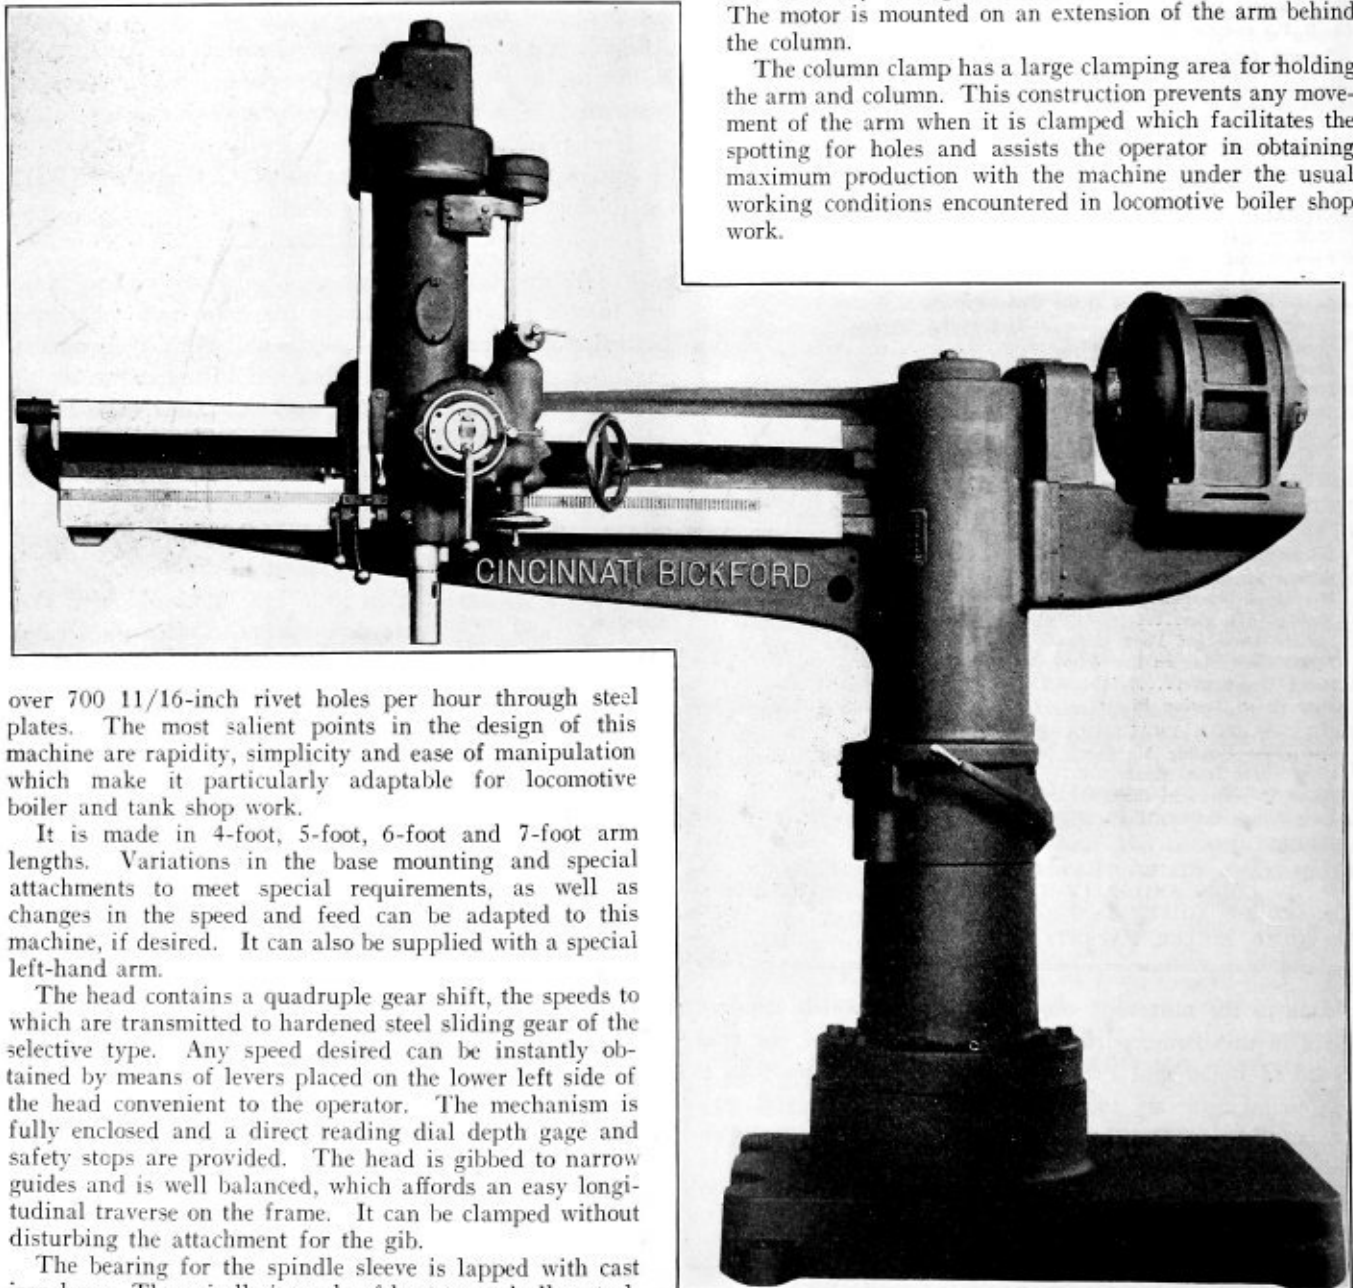 The motor is mounted on an extension of the arm behind
the column.
The column clamp has a large clamping area for holding
the arm and column. This construction prevents any move-
ment of the arm when it is clamped which facilitates the
spotting for holes and assists the operator in obtaining
maximum production with the machine under the usual
working conditions encountered in locomotive boiler shop
work.
CINCINNATI BICKFORD
over 700 11/16-inch rivet holes per hour through steel
plates. The most salient points in the design of this
machine are rapidity, simplicity and ease of manipulation
which make it particularly adaptable for locomotive
boiler and tank shop work.
It is made in 4-foot, 5-foot, 6-foot and 7-foot arm
lengths. Variations in the base mounting and special
attachments to meet special requirements, as well as
changes in the speed and feed can be adapted to this
machine, if desired. It can also be supplied with a special
left-hand arm.
The head contains a quadruple gear shift, the speeds to
which are transmitted to hardened steel sliding gear of the
selective type. Any speed desired can be instantly ob-
tained by means of levers placed on the lower left side of
the head convenient to the operator. The mechanism is
fully enclosed and a direct reading dial depth gage and
safety stops are provided. The head is gibbed to narrow
guides and is well balanced, which affords an easy longi-
tudinal traverse on the frame. It can be clamped without
disturbing the attachment for the gib.
The bearing for the spindle sleeve is lapped with cast